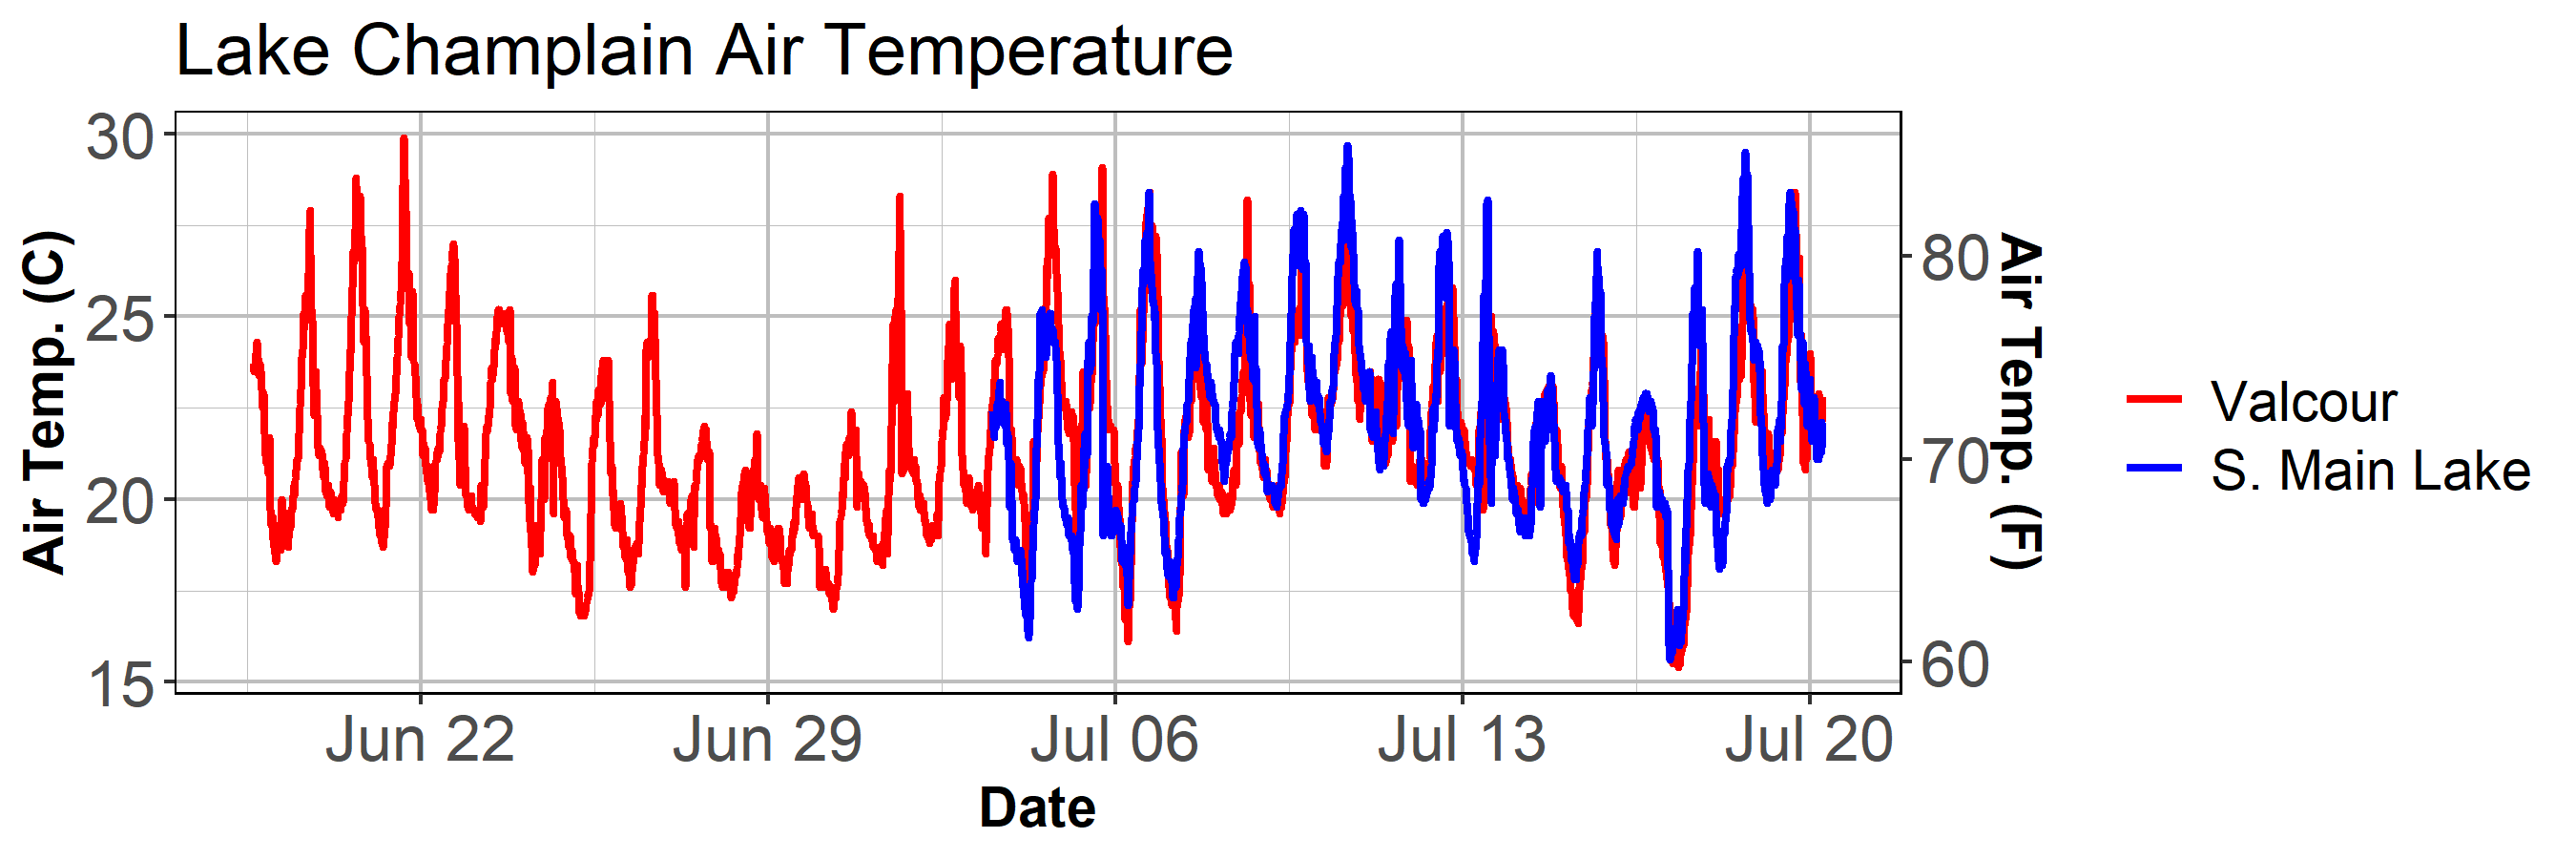 Lake Champlain Air Temperature
30
25
20
15
Air Temp. (C)
80
70
60
Air Temp. (F)
Jun 22
Jun 29
Jul 06
Jul 13
Jul 20
Date
Valcour
S. Main Lake